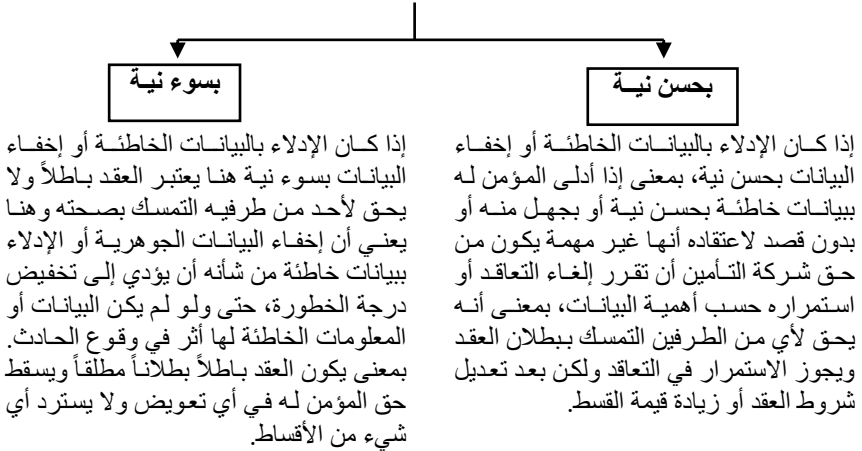 بحسن نية
إذا كان الإدلاء بالبيانات الخاطئة أو إخفاء
البيانات بحسن نية، بمعنى إذا أدلى المؤمن له
ببيانات خاطئة بحسن نية أو بجهل منه أو
بدون قصد لاعتقاده أنها غير مهمة يكون من
حق شركة التأمين أن تقرر إلغاء التعاقد أو
استمراره حسب أهمية البيانات، بمعنى أنه
يحق لأي من الطرفين التمسك ببطلان العقد
ويجوز الاستمرار في التعاقد ولكن بعد تعديل
شروط العقد أو زيادة قيمة القسط.
بسوء نية
إذا كان الإدلاء بالبيانات الخاطئة أو إخفاء
البيانات بسوء نية هنا يعتبر العقد باطلاً ولا
يحق لأحد من طرفيه التمسك بصحته وهنا
يعني أن إخفاء البيانات الجوهرية أو الإدلاء
ببيانات خاطئة من شأنه أن يؤدي إلى تخفيض
درجة الخطورة، حتى ولو لم يكن البيانات أو
المعلومات الخاطئة لها أثر في وقوع الحادث.
بمعنى يكون العقد باطلاً بطلاناً مطلقاً ويسقط
حق المؤمن له في أي تعويض ولا يسترد أي
شيء من الأقساط.